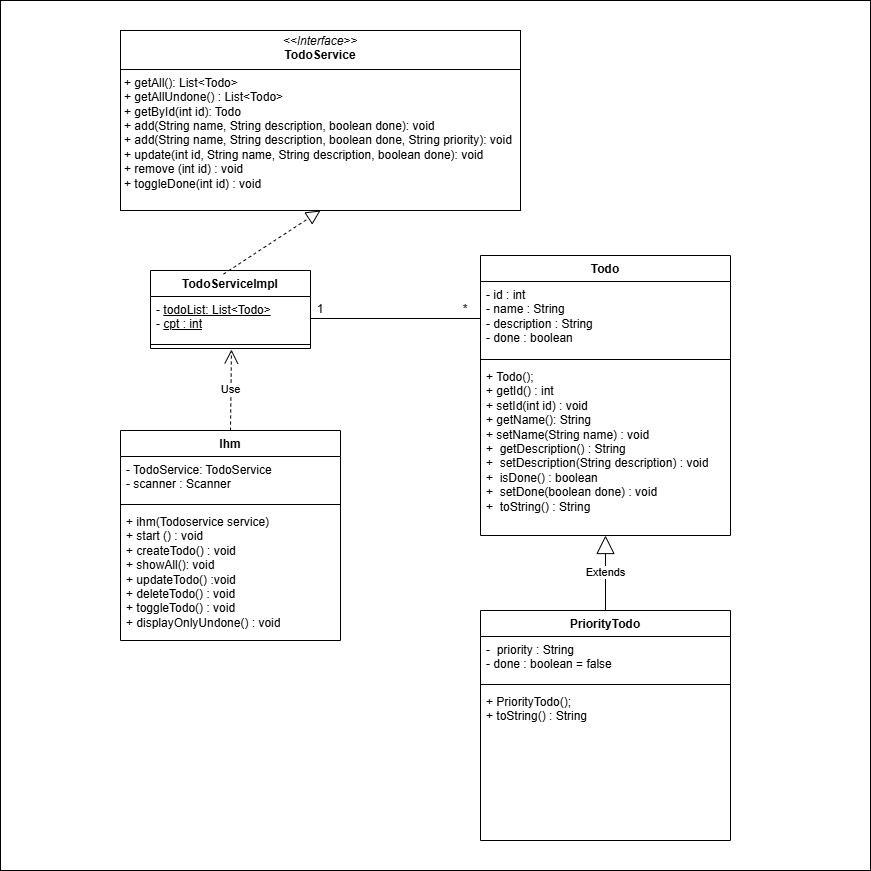 <<Interface>>
TodoService
+ getAll(): List<Todo>
+ getAllUndone() : List<Todo>
+ getById(int id): Todo
+ add(String name, String description, boolean done): void
+ add(String name, String description, boolean done, String priority): void
+ update(int id, String name, String description, boolean done): void
+ remove (int id) : void
+ toggleDone(int id) : void
TodoServiceImpl
- todoList: List<Todo>
- cpt : int
1
*
Todo
- id : int
- name : String
- description : String
- done : boolean
+ Todo();
+ getId() : int
+ setId(int id) : void
+ getName(): String
+ setName(String name) : void
+  getDescription() : String
+  setDescription(String description) : void
+  isDone() : boolean
+  setDone(boolean done) : void
+  toString() : String
Use
Ihm
- TodoService: TodoService
- scanner : Scanner
+ ihm(Todoservice service)
+ start () : void
+ createTodo() : void
+ showAll(): void
+ updateTodo() :void
+ deleteTodo() : void
+ toggleTodo() : void
+ displayOnlyUndone() : void
Extends
PriorityTodo
-  priority : String
- done : boolean = false
+ PriorityTodo();
+ toString() : String